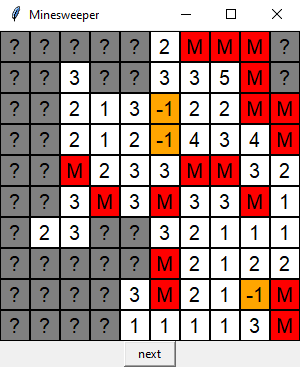 Minesweeper
? ? ? ? ? 2 M M M ?
? ? 3 ? ? 3 3 5 M ?
? ? 2 1 3 -1 2 2 M M
? ? 2 1 2 -1 4 3 4 M
? ? M 2 3 3 M M 3 2
? ? 3 M 3 M 3 3 M 1
? 2 3 ? ? 3 2 1 1 1
? ? ? ? ? M 2 1 2 2
? ? ? ? 3 M 2 1 -1 M
? ? ? ? 1 1 1 1 3 M
next